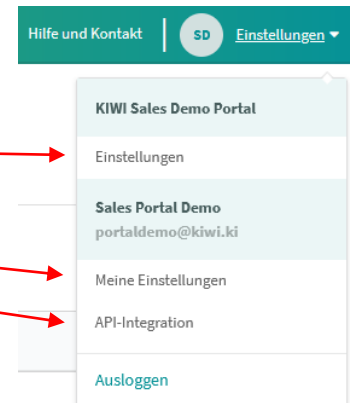 Hilfe und Kontakt
SD
Einstellungen
KIWI Sales Demo Portal
Einstellungen
Sales Portal Demo
portaldemo@kiwi.ki
Meine Einstellungen
API-Integration
Ausloggen